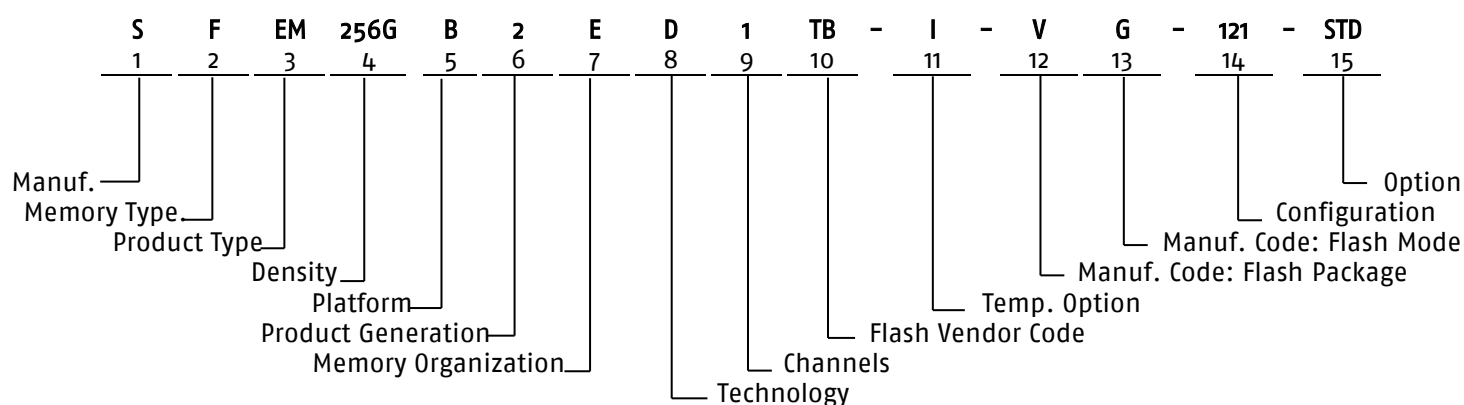 S F EM 256G B 2 E D 1 TB - I - V G - 121 - STD
1 2 3 4 5 6 7 8 9 10 11 12 13 14 15
Manuf. Option
Memory Type. Configuration
Product Type Manuf. Code: Flash Mode
Density Manuf. Code: Flash Package
Platform Temp. Option
Product Generation Flash Vendor Code
Memory Organization Channels
Technology